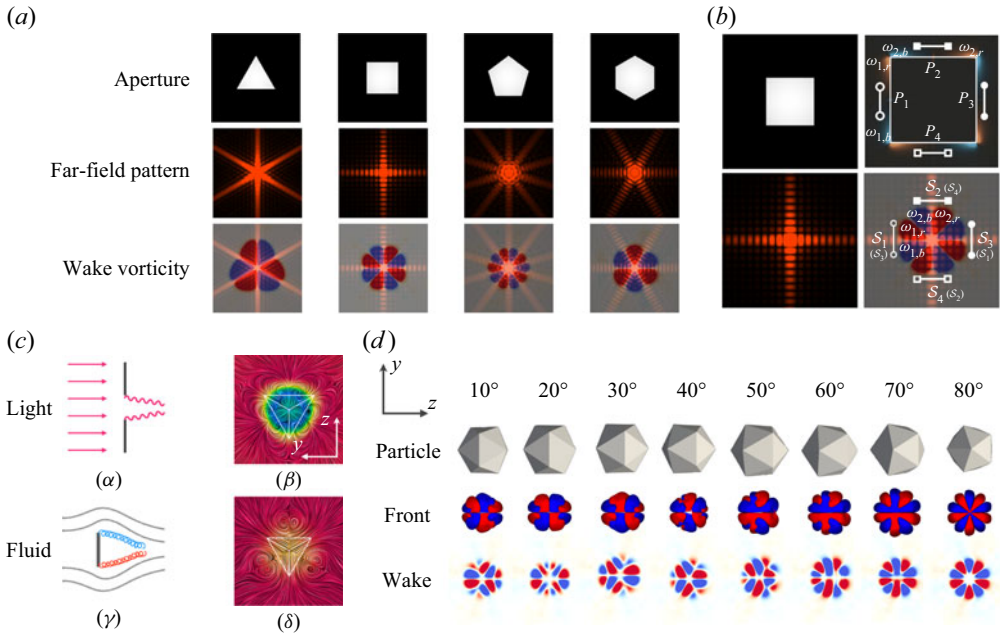 (a)
Aperture
Far-field pattern
Wake vorticity
(b)
ω2,b ω2,r
ω1,r P2
P1 P3
ω1,b P4
S2 (S4)
ω2,b ω2,r
ω1,r
S1 S3
(S3) ω1,b (S1)
S4 (S2)
(c)
Light
(α)
z
y
(β)
Fluid
(γ)
(δ)
(d)
y
z
10° 20° 30° 40° 50° 60° 70° 80°
Particle
Front
Wake